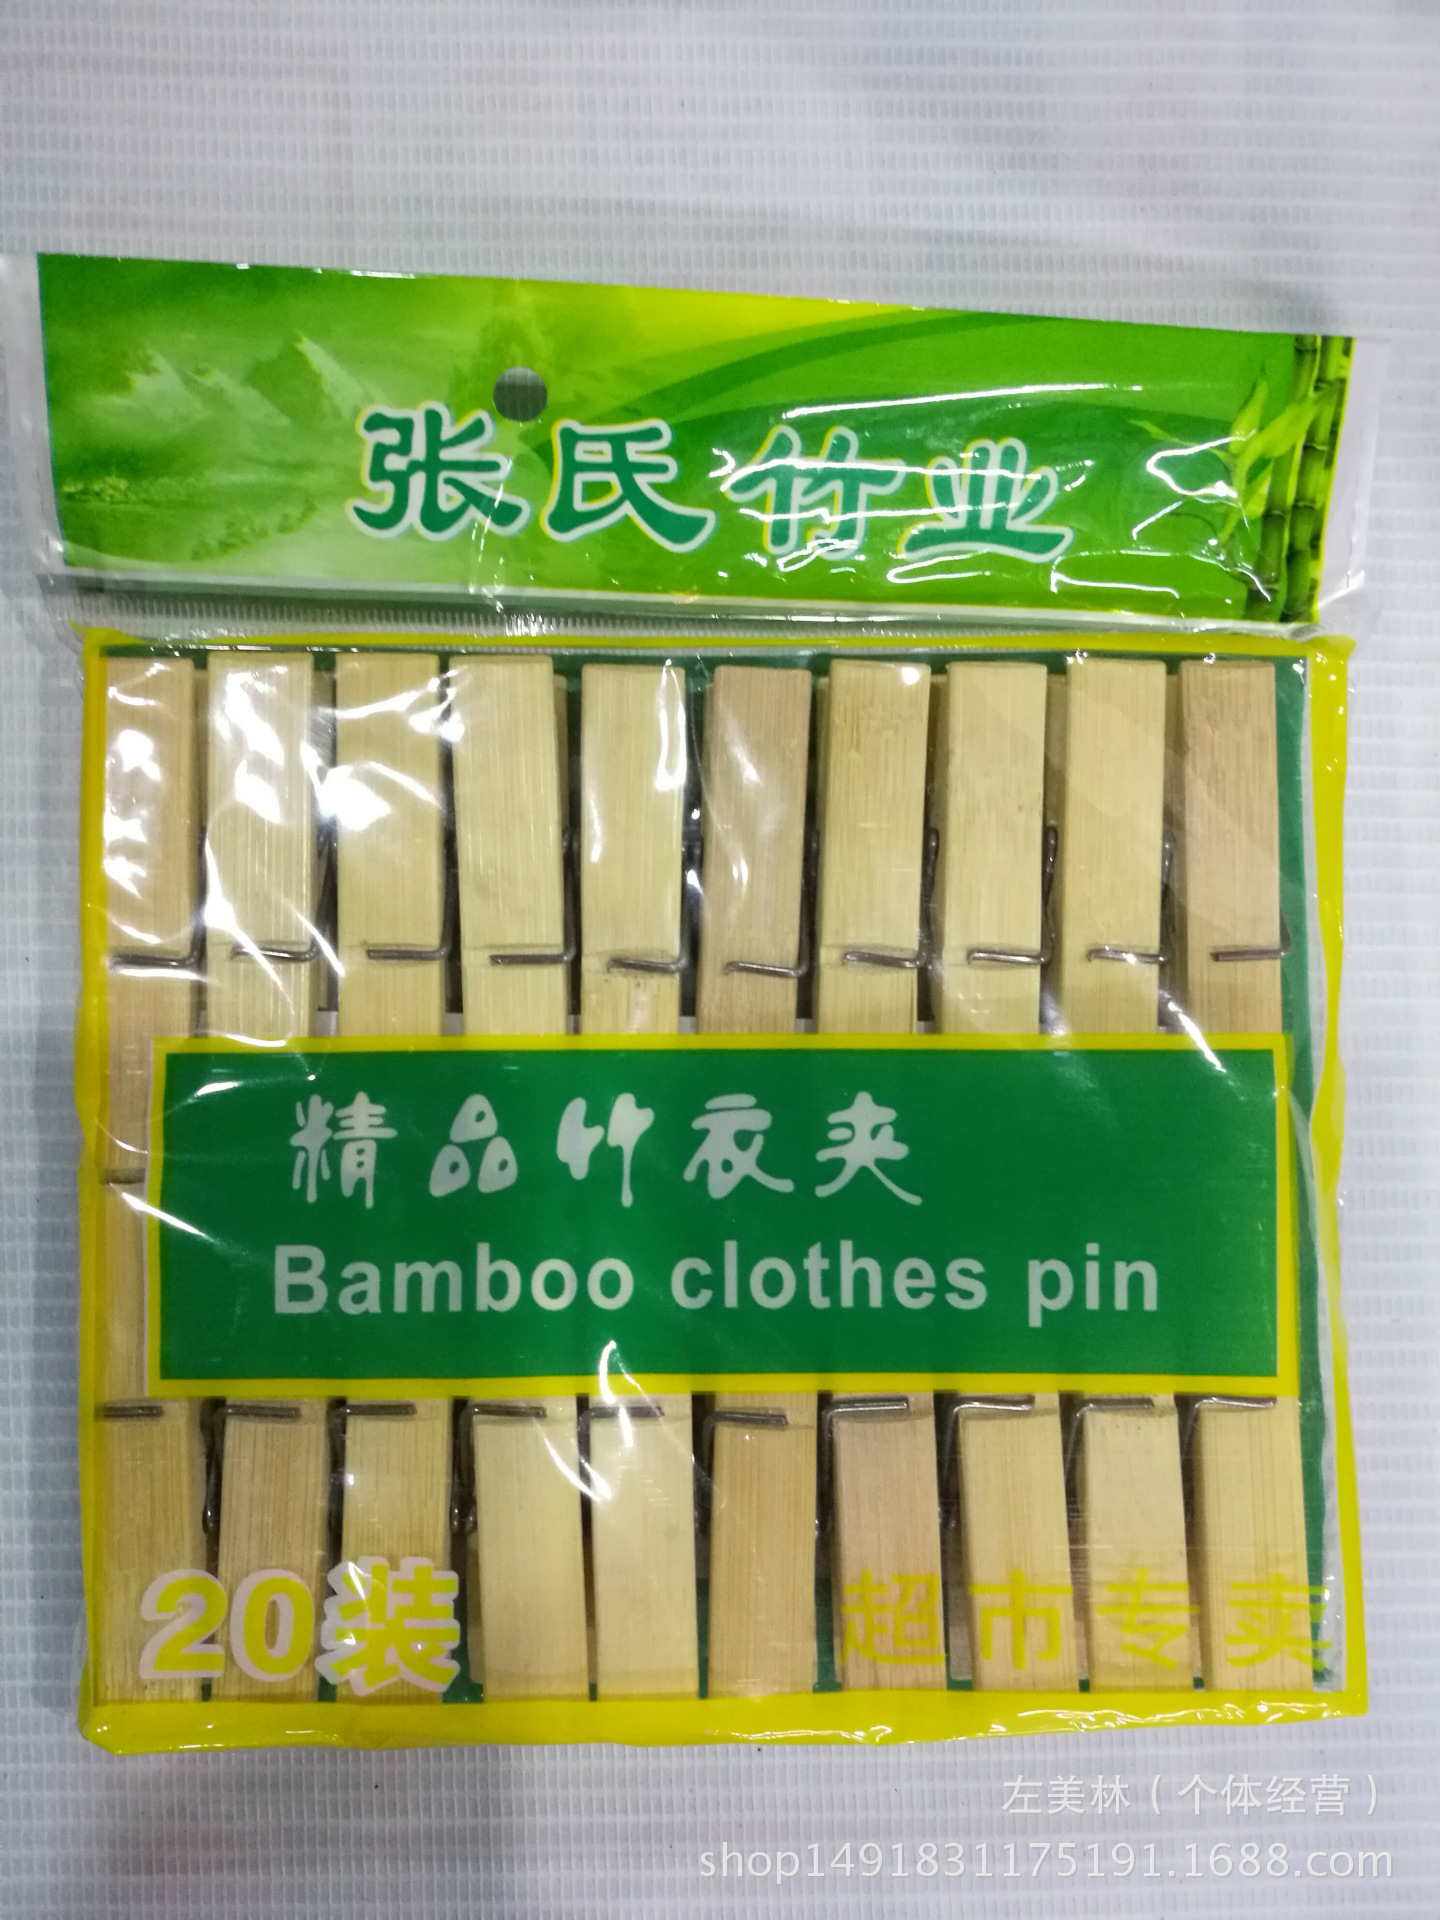 张氏竹业
精品竹衣夹
Bamboo clothes pin
20装
超市专卖
左美林（个体经营）
shop1491831175191.1688.com